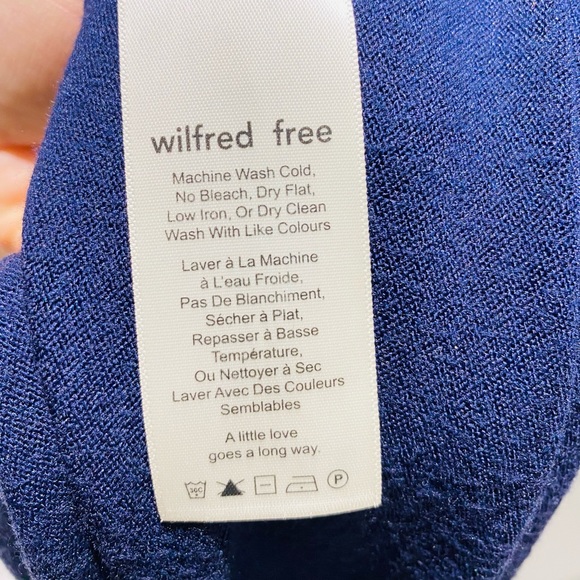 wilfred free
Machine Wash Cold,
No Bleach, Dry Flat,
Low Iron, Or Dry Clean
Wash With Like Colours
Laver à La Machine
à L'eau Froide,
Pas De Blanchiment,
Sécher à Plat,
Repasser à Basse
Température,
Ou Nettoyer à Sec
Laver Avec Des Couleurs
Semblables
A little love
goes a long way.
30C P